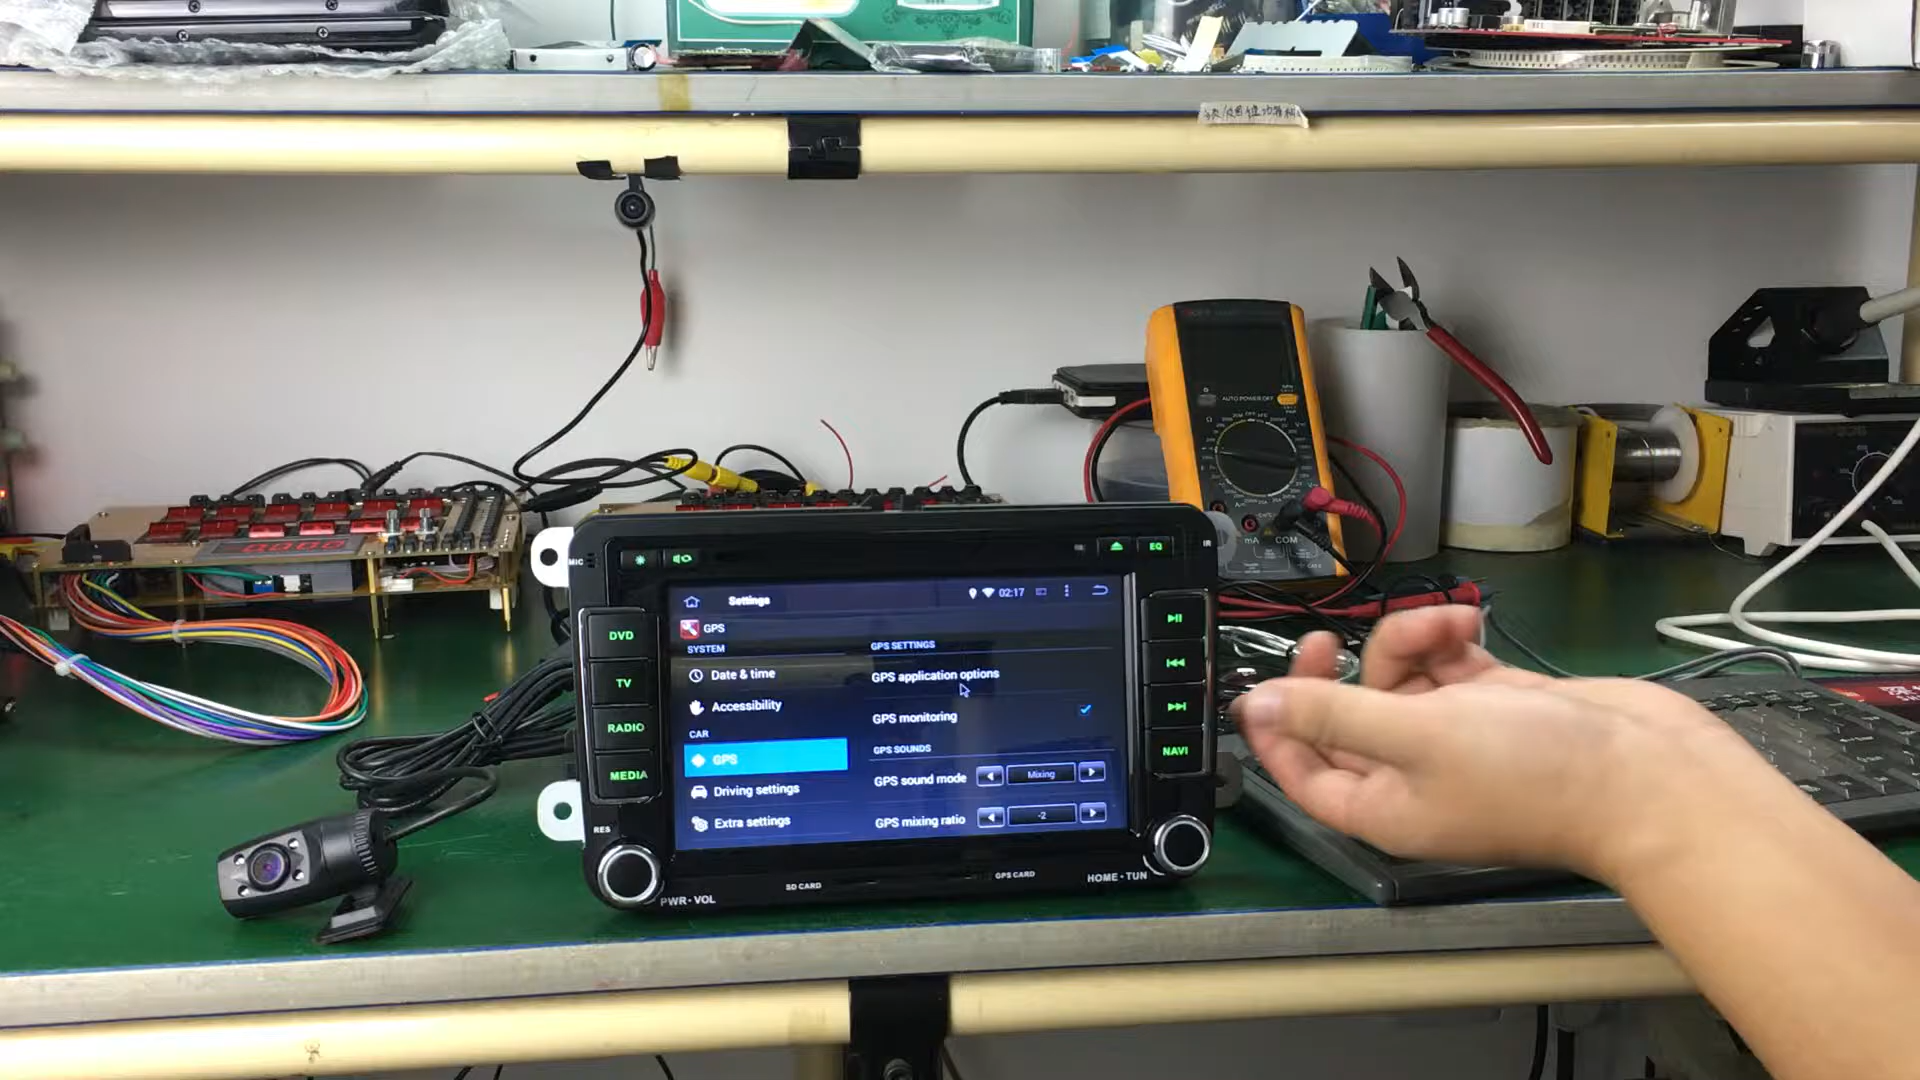 AUTO POWER OFF
mA
COM
MIC
IR
EQ
DVD
TV
RADIO
MEDIA
RES
PWR•VOL
SD CARD
GPS CARD
HOME•TUN
NAVI
Settings
02:17
GPS
SYSTEM
Date & time
Accessibility
CAR
GPS
Driving settings
Extra settings
GPS SETTINGS
GPS application options
GPS monitoring
GPS SOUNDS
GPS sound mode
Mixing
GPS mixing ratio
-2